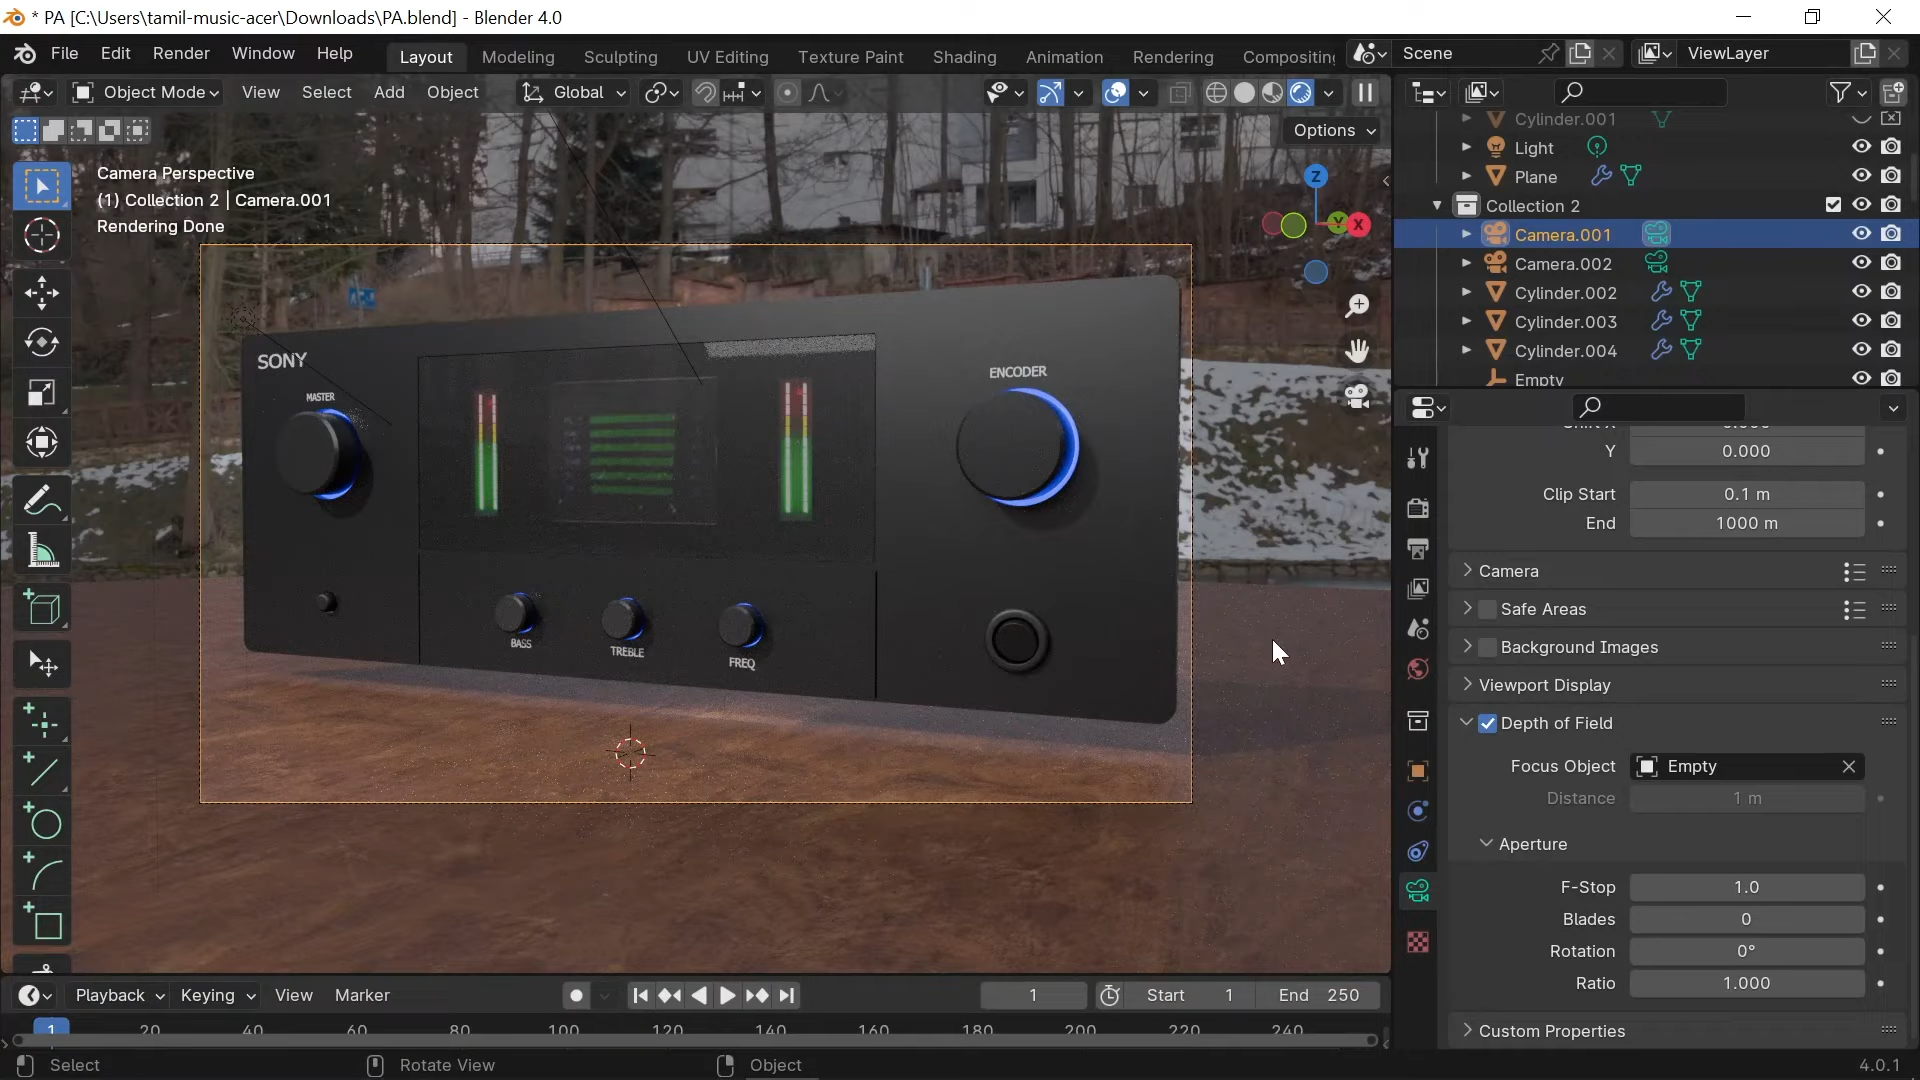 * PA [C:\Users\tamil-music-acer\Downloads\PA.blend] - Blender 4.0
File Edit Render Window Help
Layout Modeling Sculpting UV Editing Texture Paint Shading Animation Rendering Compositing
Scene
ViewLayer
Object Mode View Select Add Object
Global
Options
Camera Perspective
(1) Collection 2 | Camera.001
Rendering Done
Z
Y
X
SONY
MASTER
ENCODER
BASS
TREBLE
FREQ
Cylinder.001
Light
Plane
Collection 2
Camera.001
Camera.002
Cylinder.002
Cylinder.003
Cylinder.004
Empty
Shift X 0.000
Y 0.000
Clip Start 0.1 m
End 1000 m
Camera
Safe Areas
Background Images
Viewport Display
Depth of Field
Focus Object Empty
Distance 1 m
Aperture
F-Stop 1.0
Blades 0
Rotation 0°
Ratio 1.000
Custom Properties
Playback Keying View Marker
1
Start 1
End 250
1 20 40 60 80 100 120 140 160 180 200 220 240
Select
Rotate View
Object
4.0.1